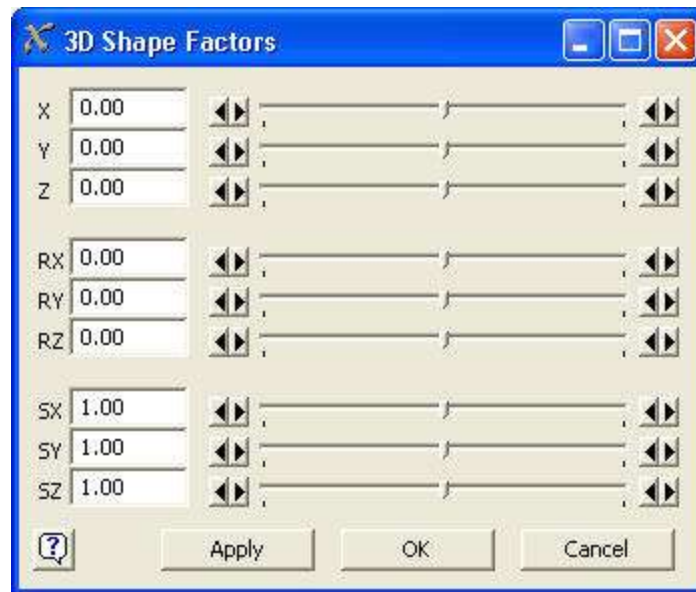 3D Shape Factors
X 0.00
Y 0.00
Z 0.00
RX 0.00
RY 0.00
RZ 0.00
SX 1.00
SY 1.00
SZ 1.00
? Apply OK Cancel